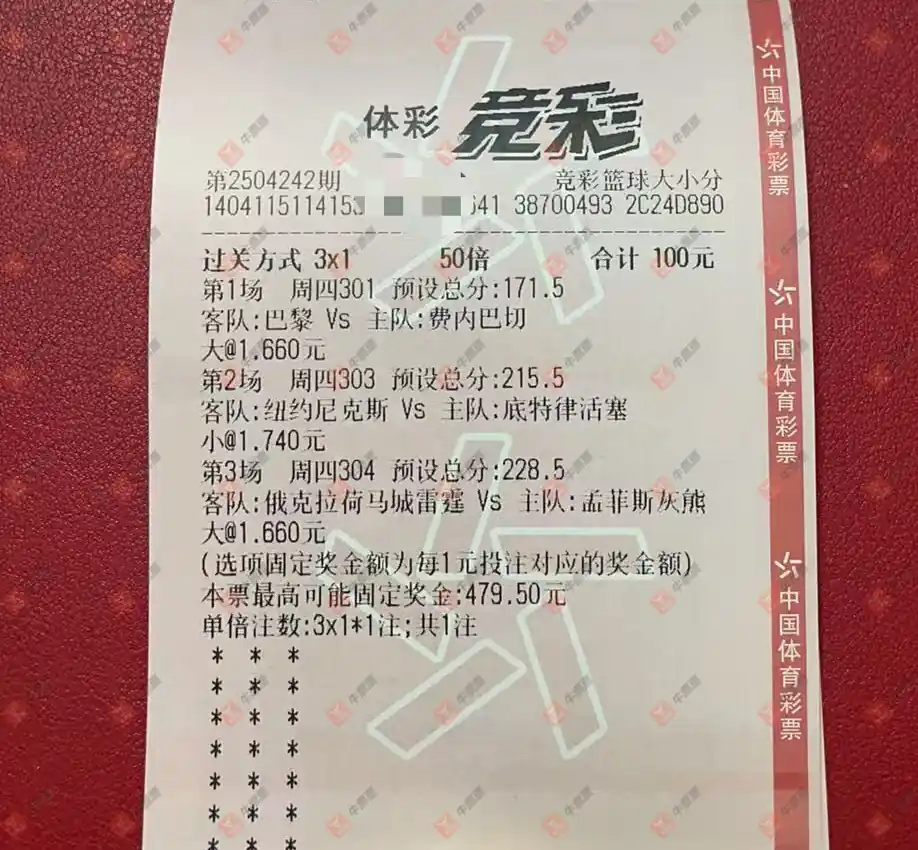 体彩 竞彩
第2504242期 竞彩篮球大小分
1404115114153 641 38700493 2C24D890
过关方式 3x1 50倍 合计 100元
第1场 周四301 预设总分:171.5
客队:巴黎 Vs 主队:费内巴切
大@1.660元
第2场 周四303 预设总分:215.5
客队:纽约尼克斯 Vs 主队:底特律活塞
小@1.740元
第3场 周四304 预设总分:228.5
客队:俄克拉荷马城雷霆 Vs 主队:孟菲斯灰熊
大@1.660元
(选项固定奖金额为每1元投注对应的奖金额)
本票最高可能固定奖金:479.50元
单倍注数:3x1*1注;共1注
* * *
* * *
* * *
* * *
* * *
* * *
* * *
中国体育彩票
中国体育彩票
中国体育彩票